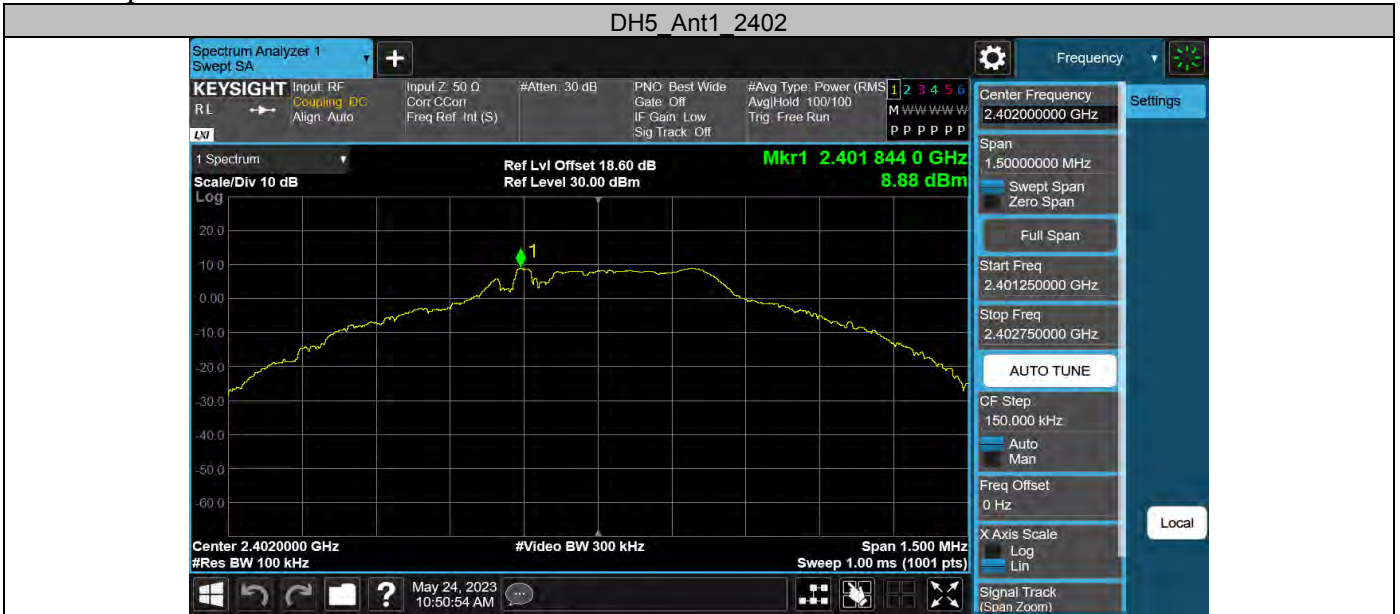 DH5_Ant1_2402
Spectrum Analyzer 1
Swept SA
+
Frequency
KEYSIGHT
RL
LXI
Input: RF
Coupling: DC
Align: Auto
Input Z: 50 Ω
Corr CCorr
Freq Ref: Int (S)
#Atten: 30 dB
PNO: Best Wide
Gate: Off
IF Gain: Low
Sig Track: Off
#Avg Type: Power (RMS
Avg|Hold: 100/100
Trig: Free Run
1 2 3 4 5 6
M W W W W W
P P P P P P
1 Spectrum
Scale/Div 10 dB
Ref Lvl Offset 18.60 dB
Ref Level 30.00 dBm
Mkr1 2.401 844 0 GHz
8.88 dBm
Log
20.0
10.0
0.00
-10.0
-20.0
-30.0
-40.0
-50.0
-60.0
1
Center 2.4020000 GHz
#Res BW 100 kHz
#Video BW 300 kHz
Span 1.500 MHz
Sweep 1.00 ms (1001 pts)
Center Frequency
2.402000000 GHz
Settings
Span
1.50000000 MHz
Swept Span
Zero Span
Full Span
Start Freq
2.401250000 GHz
Stop Freq
2.402750000 GHz
AUTO TUNE
CF Step
150.000 kHz
Auto
Man
Freq Offset
0 Hz
Local
X Axis Scale
Log
Lin
Signal Track
(Span Zoom)
?
May 24, 2023
10:50:54 AM